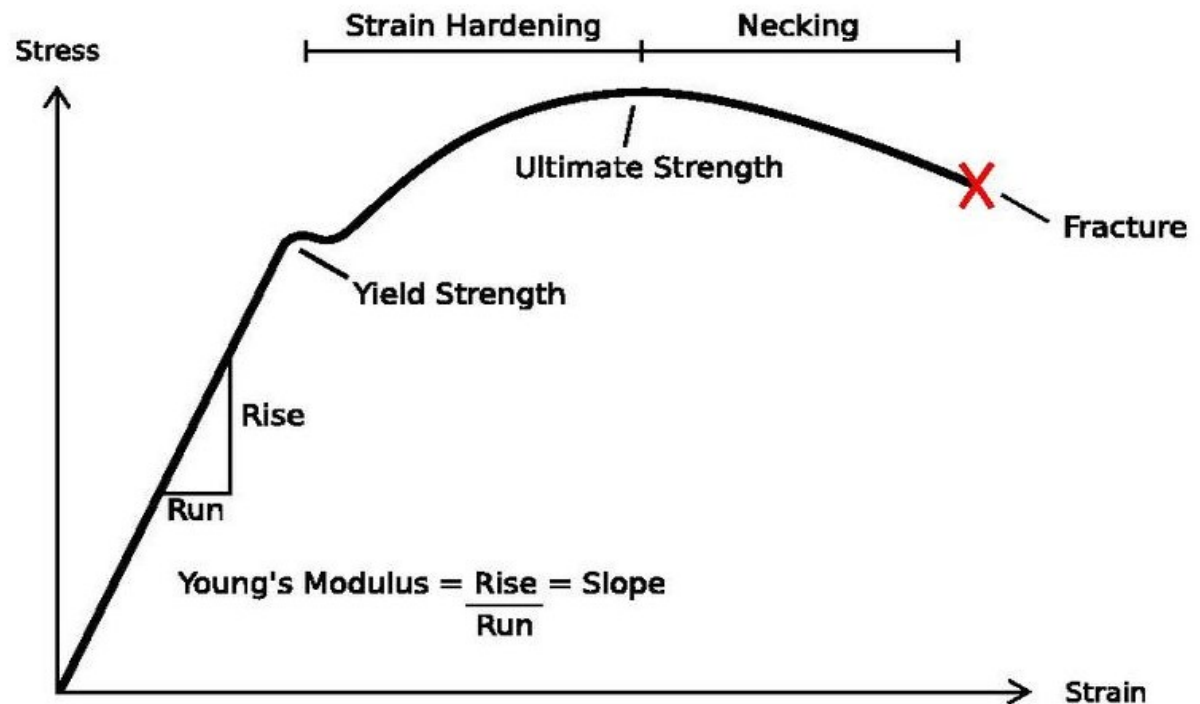 Strain Hardening
Necking
Stress
Ultimate Strength
Fracture
Yield Strength
Rise
Run
Young's Modulus = Rise = Slope
Run
Strain